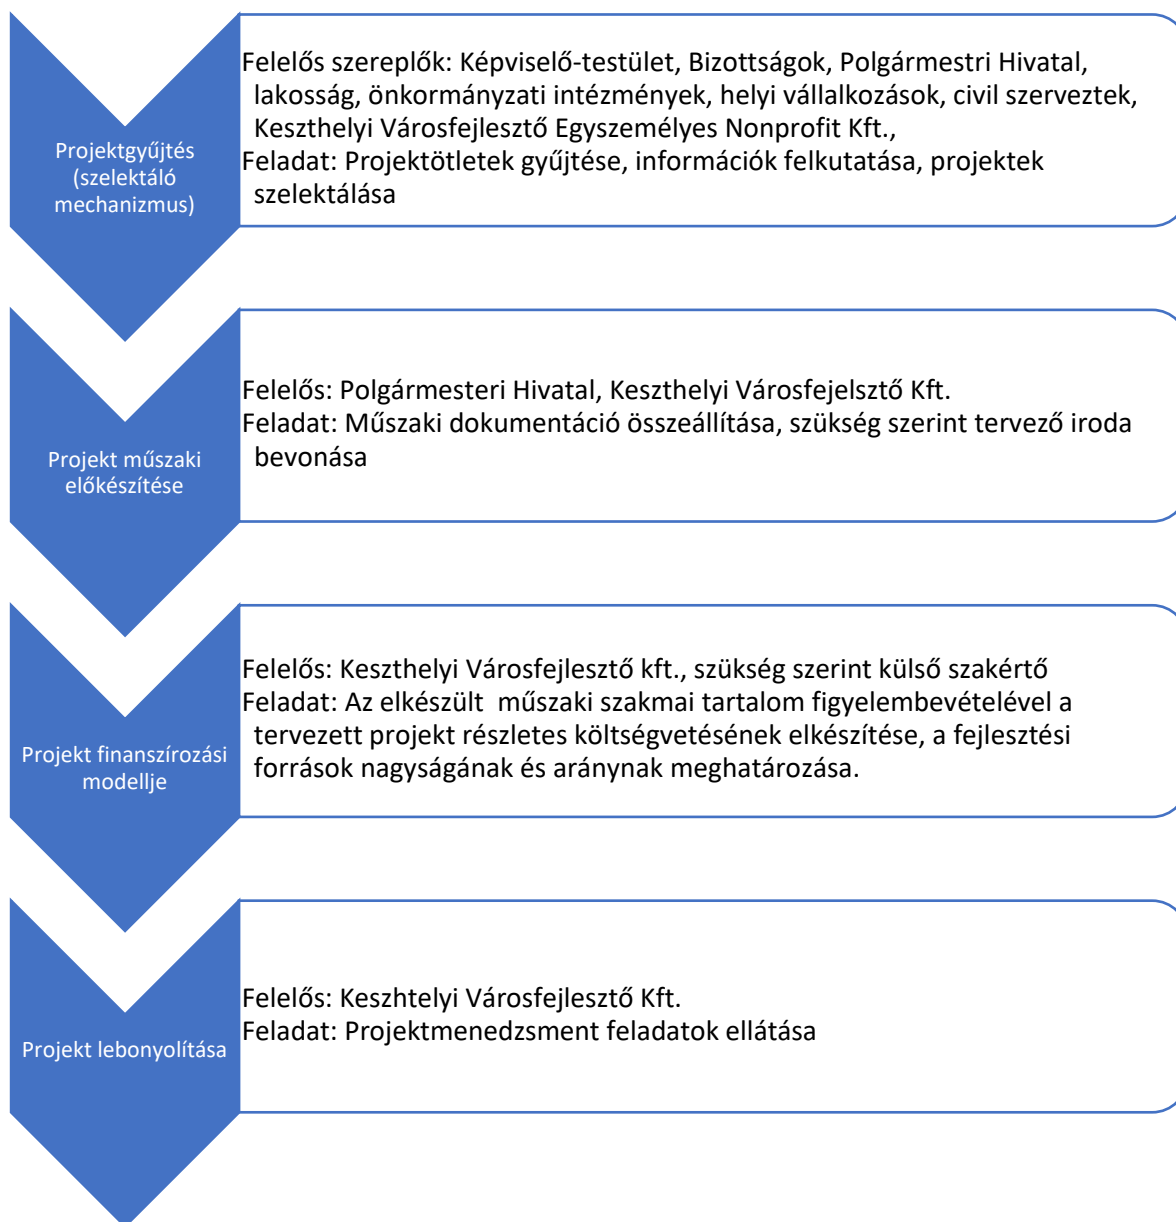 Projektgyűjtés
(szelektáló
mechanizmus)
Felelős szereplők: Képviselő-testület, Bizottságok, Polgármestri Hivatal,
lakosság, önkormányzati intézmények, helyi vállalkozások, civil szerveztek,
Keszthelyi Városfejlesztő Egyszemélyes Nonprofit Kft.,
Feladat: Projektötletek gyűjtése, információk felkutatása, projektek
szelektálása
Projekt műszaki
előkészítése
Felelős: Polgármesteri Hivatal, Keszthelyi Városfejelsztő Kft.
Feladat: Műszaki dokumentáció összeállítása, szükség szerint tervező iroda
bevonása
Projekt finanszírozási
modellje
Felelős: Keszthelyi Városfejlesztő kft., szükség szerint külső szakértő
Feladat: Az elkészült  műszaki szakmai tartalom figyelembevételével a
tervezett projekt részletes költségvetésének elkészítése, a fejlesztési
források nagyságának és aránynak meghatározása.
Projekt lebonyolítása
Felelős: Keszhtelyi Városfejlesztő Kft.
Feladat: Projektmenedzsment feladatok ellátása